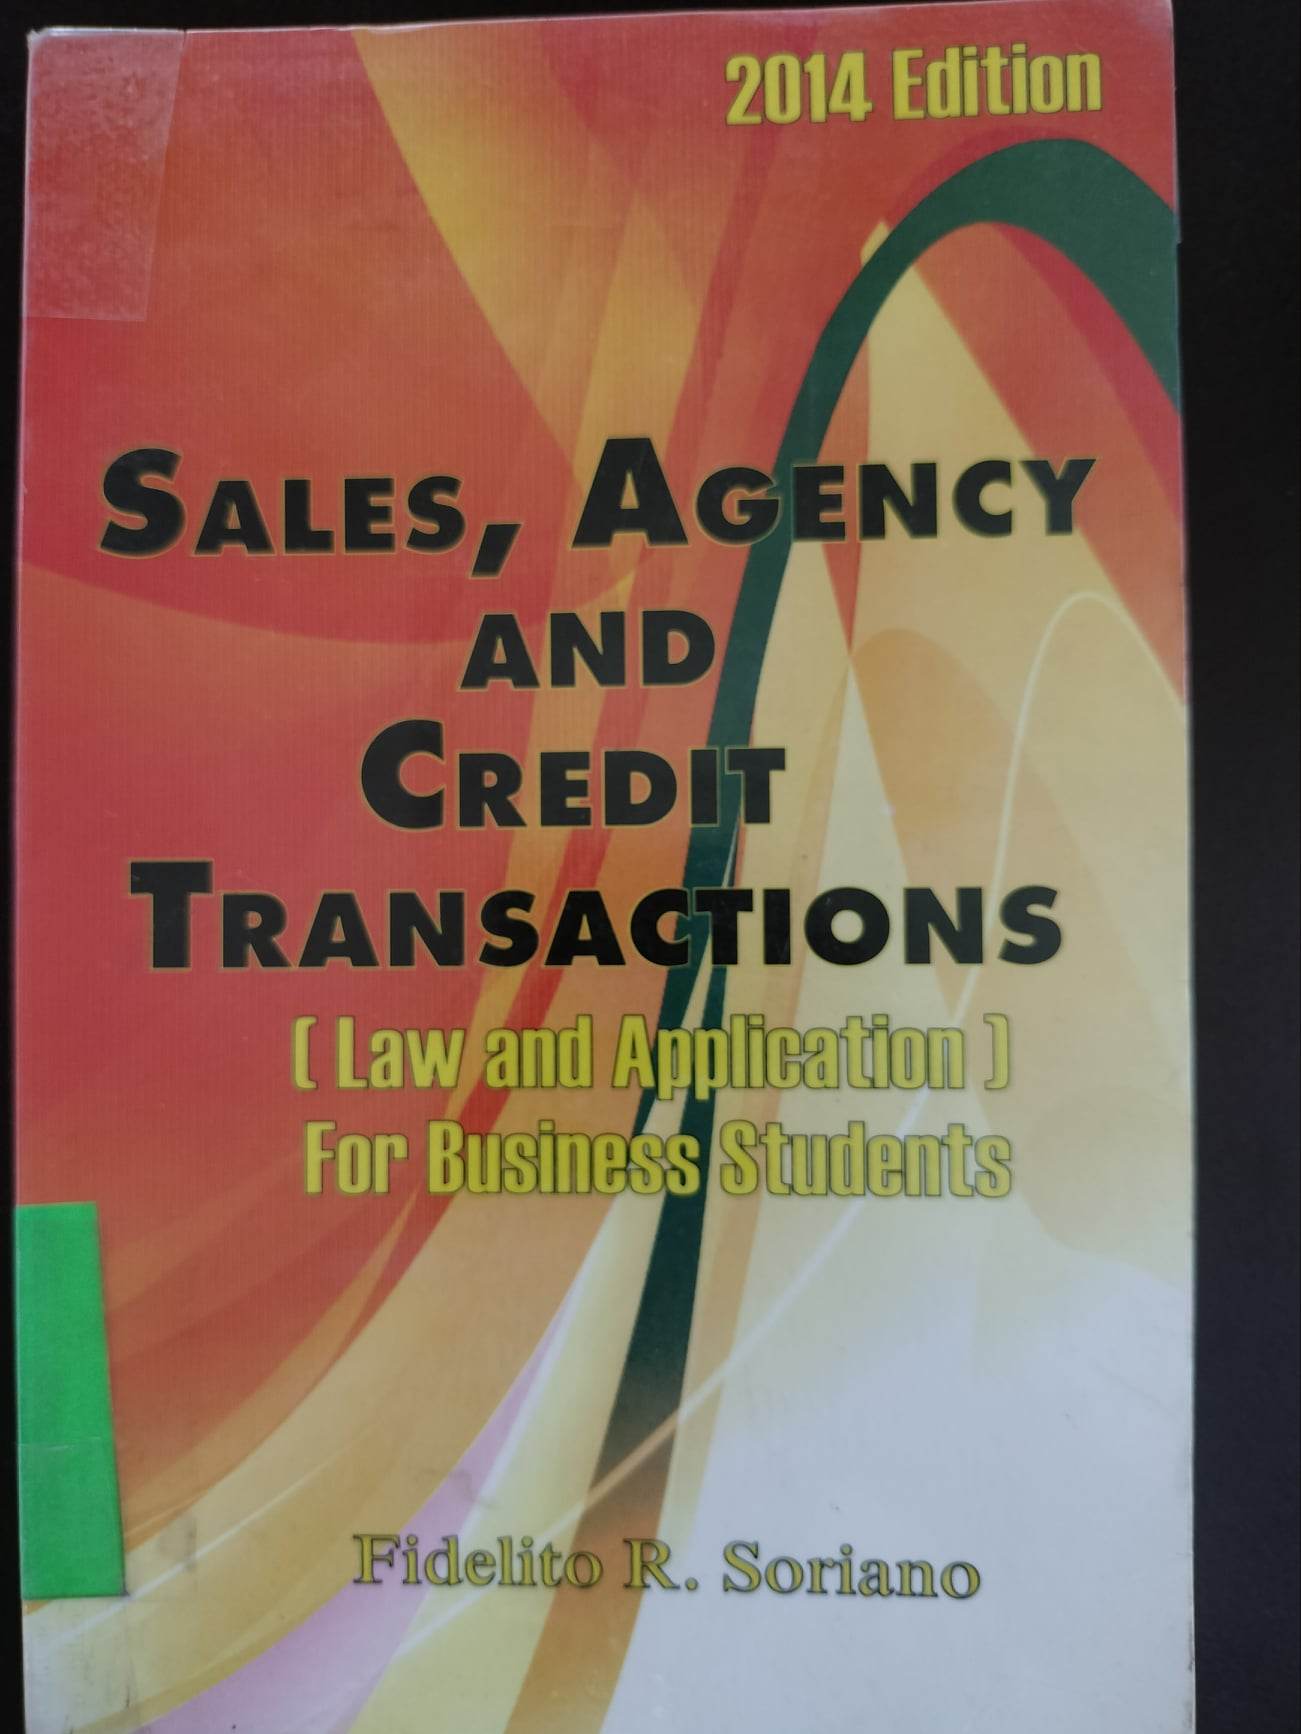 2014 Edition
SALES, AGENCY
AND
CREDIT
TRANSACTIONS
( Law and Application )
For Business Students
Fidelito R. Soriano